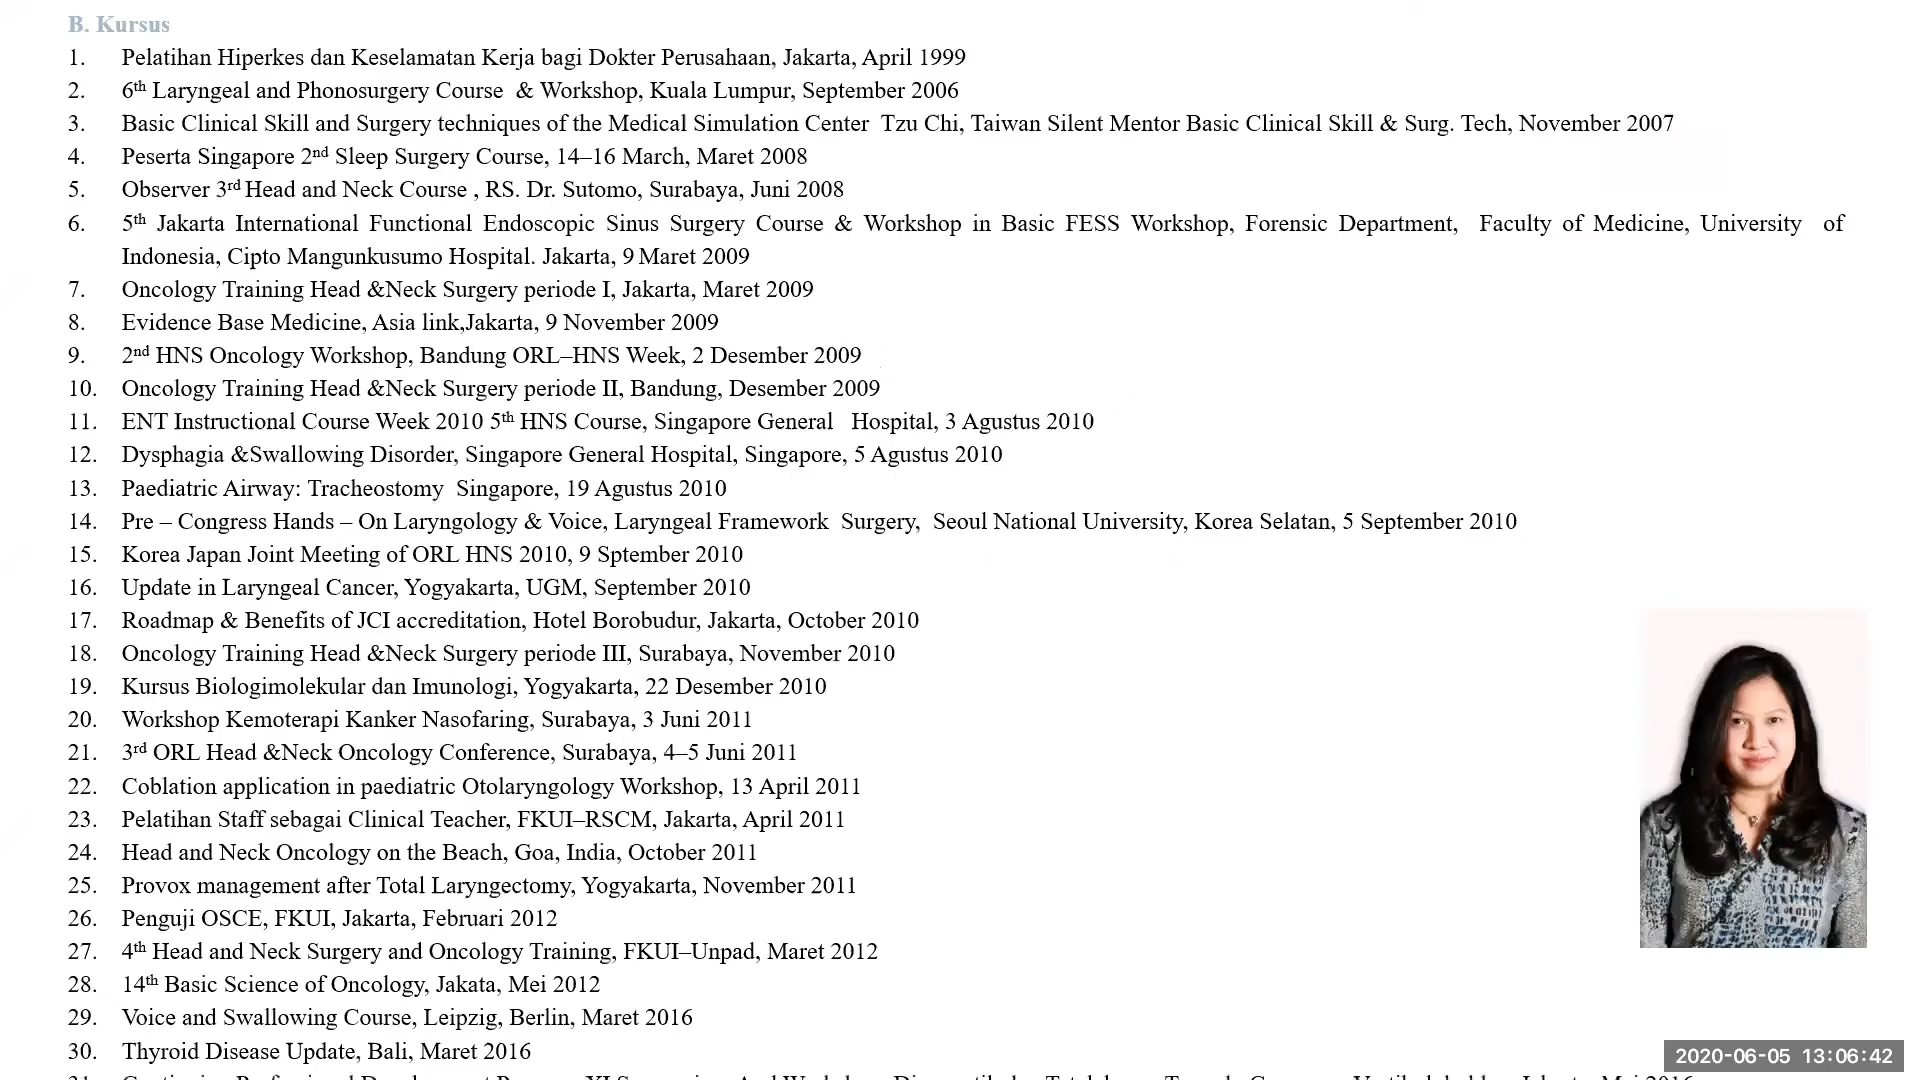 B. Kursus
1. Pelatihan Hiperkes dan Keselamatan Kerja bagi Dokter Perusahaan, Jakarta, April 1999
2. 6th Laryngeal and Phonosurgery Course & Workshop, Kuala Lumpur, September 2006
3. Basic Clinical Skill and Surgery techniques of the Medical Simulation Center Tzu Chi, Taiwan Silent Mentor Basic Clinical Skill & Surg. Tech, November 2007
4. Peserta Singapore 2nd Sleep Surgery Course, 14–16 March, Maret 2008
5. Observer 3rd Head and Neck Course , RS. Dr. Sutomo, Surabaya, Juni 2008
6. 5th Jakarta International Functional Endoscopic Sinus Surgery Course & Workshop in Basic FESS Workshop, Forensic Department, Faculty of Medicine, University of
Indonesia, Cipto Mangunkusumo Hospital. Jakarta, 9 Maret 2009
7. Oncology Training Head &Neck Surgery periode I, Jakarta, Maret 2009
8. Evidence Base Medicine, Asia link,Jakarta, 9 November 2009
9. 2nd HNS Oncology Workshop, Bandung ORL–HNS Week, 2 Desember 2009
10. Oncology Training Head &Neck Surgery periode II, Bandung, Desember 2009
11. ENT Instructional Course Week 2010 5th HNS Course, Singapore General Hospital, 3 Agustus 2010
12. Dysphagia &Swallowing Disorder, Singapore General Hospital, Singapore, 5 Agustus 2010
13. Paediatric Airway: Tracheostomy Singapore, 19 Agustus 2010
14. Pre – Congress Hands – On Laryngology & Voice, Laryngeal Framework Surgery, Seoul National University, Korea Selatan, 5 September 2010
15. Korea Japan Joint Meeting of ORL HNS 2010, 9 Sptember 2010
16. Update in Laryngeal Cancer, Yogyakarta, UGM, September 2010
17. Roadmap & Benefits of JCI accreditation, Hotel Borobudur, Jakarta, October 2010
18. Oncology Training Head &Neck Surgery periode III, Surabaya, November 2010
19. Kursus Biologimolekular dan Imunologi, Yogyakarta, 22 Desember 2010
20. Workshop Kemoterapi Kanker Nasofaring, Surabaya, 3 Juni 2011
21. 3rd ORL Head &Neck Oncology Conference, Surabaya, 4–5 Juni 2011
22. Coblation application in paediatric Otolaryngology Workshop, 13 April 2011
23. Pelatihan Staff sebagai Clinical Teacher, FKUI–RSCM, Jakarta, April 2011
24. Head and Neck Oncology on the Beach, Goa, India, October 2011
25. Provox management after Total Laryngectomy, Yogyakarta, November 2011
26. Penguji OSCE, FKUI, Jakarta, Februari 2012
27. 4th Head and Neck Surgery and Oncology Training, FKUI–Unpad, Maret 2012
28. 14th Basic Science of Oncology, Jakata, Mei 2012
29. Voice and Swallowing Course, Leipzig, Berlin, Maret 2016
30. Thyroid Disease Update, Bali, Maret 2016
2020-06-05 13:06:42